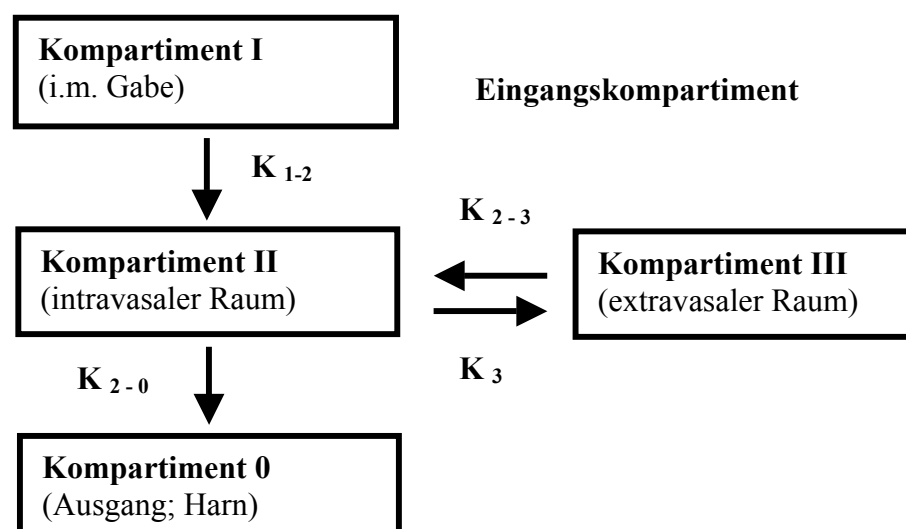 Kompartiment I
(i.m. Gabe)
Eingangskompartiment
K 1-2
K 2 - 3
Kompartiment II
(intravasaler Raum)
Kompartiment III
(extravasaler Raum)
K 2 - 0
K 3
Kompartiment 0
(Ausgang; Harn)